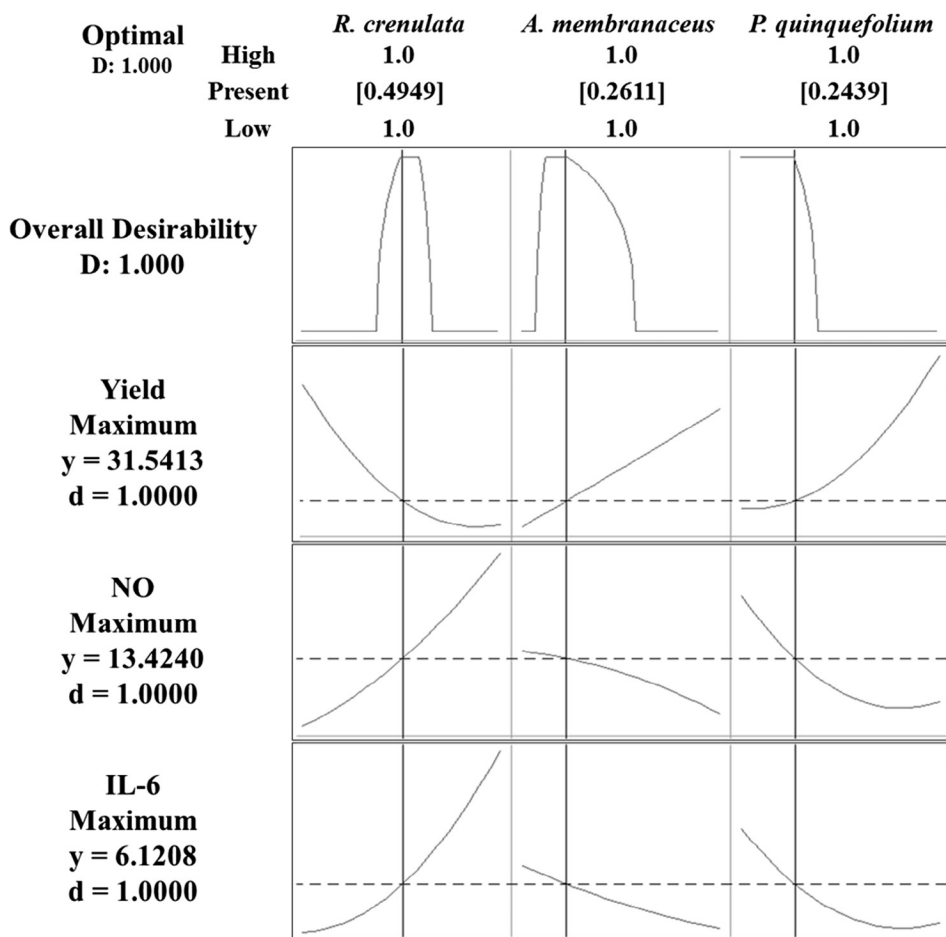 Optimal
D: 1.000
R. crenulata A. membranaceus P. quinquefolium
High 1.0 1.0 1.0
Present [0.4949] [0.2611] [0.2439]
Low 1.0 1.0 1.0
Overall Desirability
D: 1.000
Yield
Maximum
y = 31.5413
d = 1.0000
NO
Maximum
y = 13.4240
d = 1.0000
IL-6
Maximum
y = 6.1208
d = 1.0000